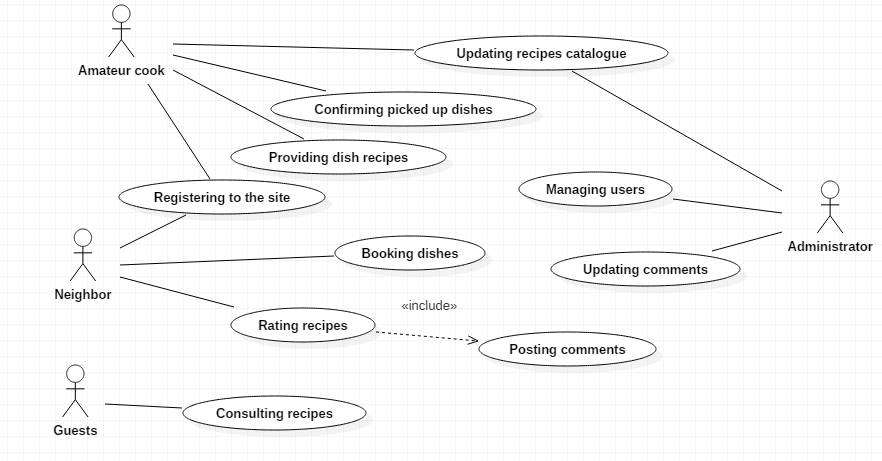 Amateur cook
Updating recipes catalogue
Confirming picked up dishes
Providing dish recipes
Registering to the site
Managing users
Administrator
Neighbor
Booking dishes
Updating comments
«include»
Rating recipes
Posting comments
Guests
Consulting recipes